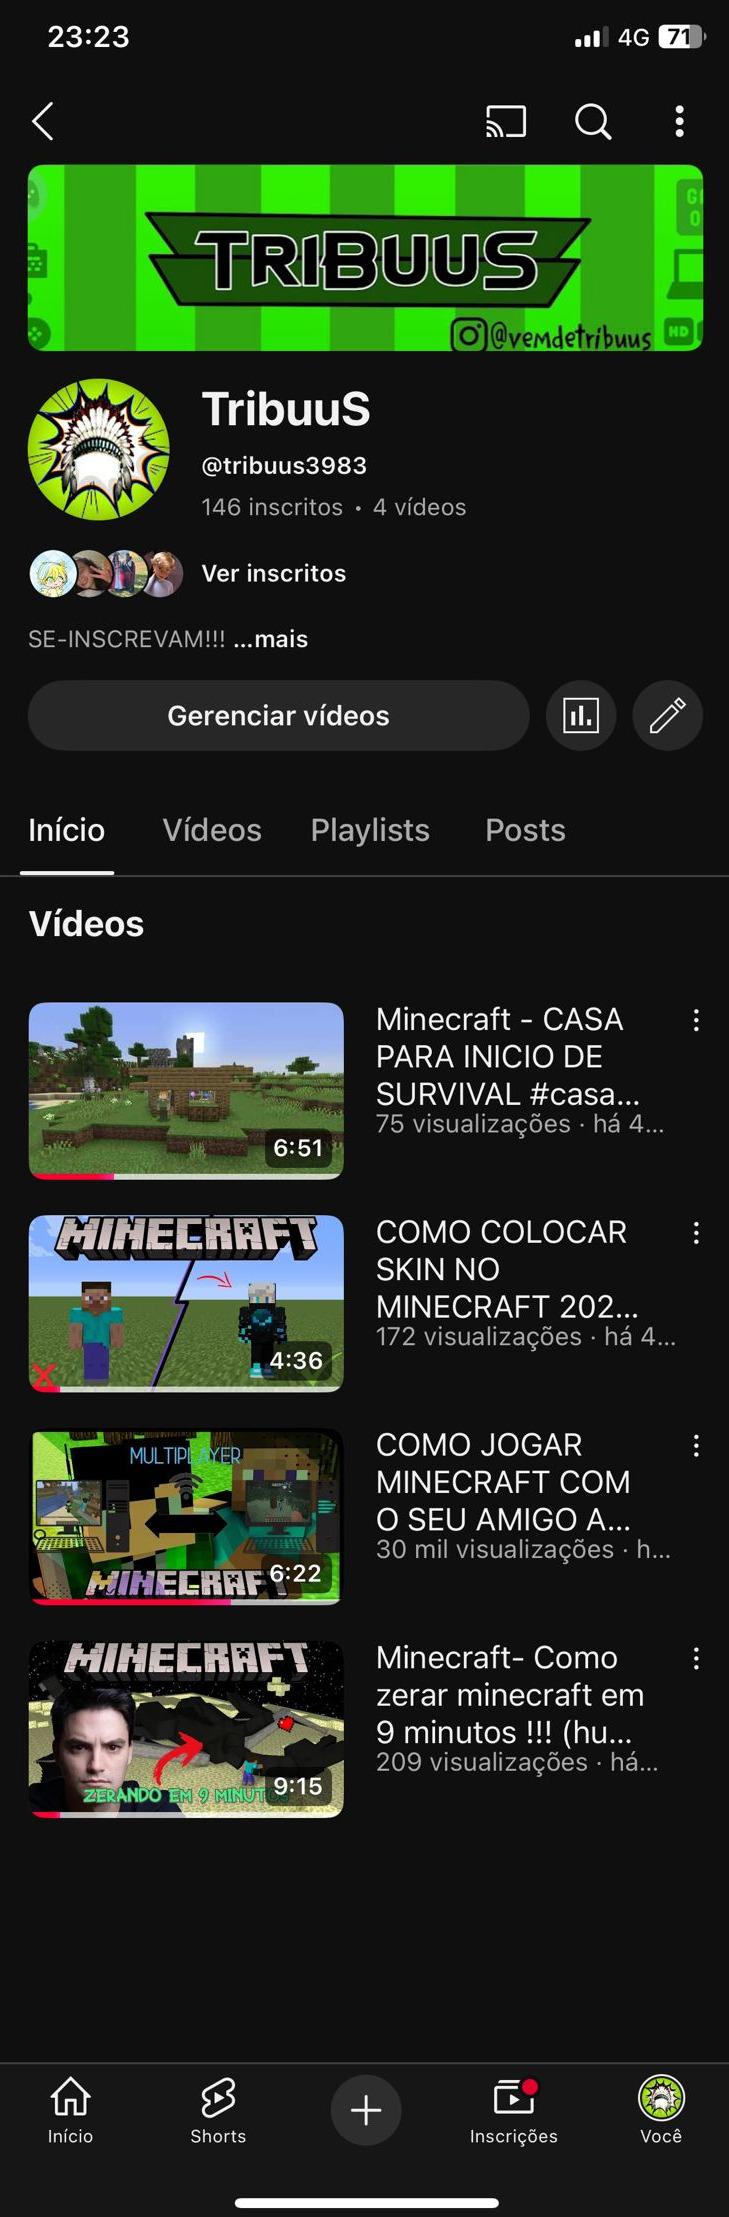 23:23
4G 71
TRIBUUS
@vemdetribuus
HD
TribuuS
@tribuus3983
146 inscritos • 4 vídeos
Ver inscritos
SE-INSCREVAM!!! ...mais
Gerenciar vídeos
Início Vídeos Playlists Posts
Vídeos
6:51
Minecraft - CASA
PARA INICIO DE
SURVIVAL #casa...
75 visualizações · há 4...
MINECRAFT
4:36
COMO COLOCAR
SKIN NO
MINECRAFT 202...
172 visualizações · há 4...
MULTIPLAYER
MINECRAFT
6:22
COMO JOGAR
MINECRAFT COM
O SEU AMIGO A...
30 mil visualizações · h...
MINECRAFT
ZERANDO EM 9 MINUTOS
9:15
Minecraft- Como
zerar minecraft em
9 minutos !!! (hu...
209 visualizações · há...
Início Shorts Inscrições Você